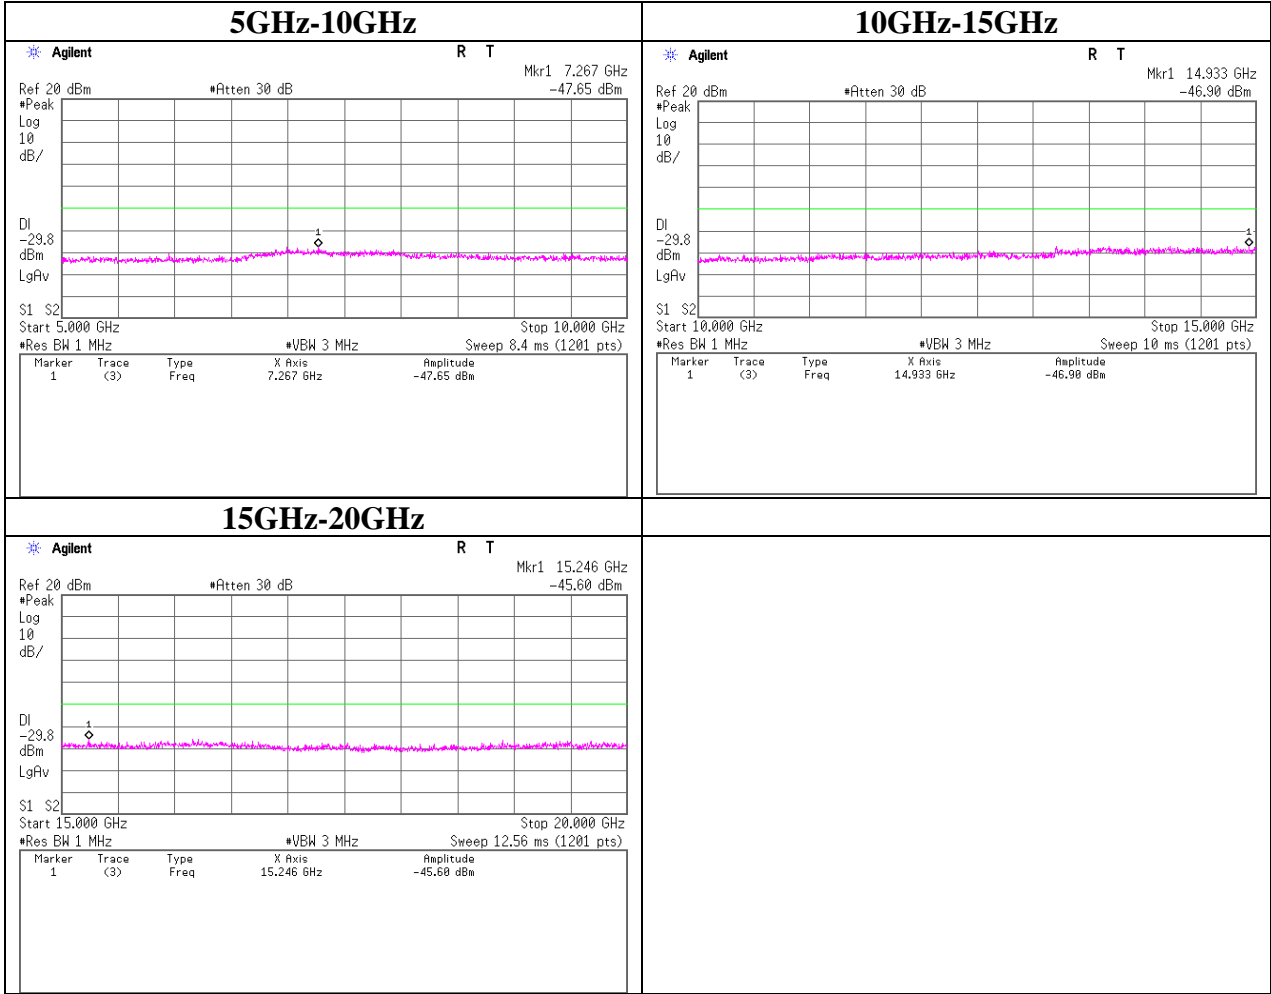 5GHz-10GHz
Agilent
R T
Mkr1 7.267 GHz
Ref 20 dBm #Atten 30 dB -47.65 dBm
#Peak
Log
10
dB/
1
DI
-29.8
dBm
LgAv
S1 S2
Start 5.000 GHz Stop 10.000 GHz
#Res BW 1 MHz #VBW 3 MHz Sweep 8.4 ms (1201 pts)
Marker Trace Type X Axis Amplitude
1 (3) Freq 7.267 GHz -47.65 dBm
10GHz-15GHz
Agilent
R T
Mkr1 14.933 GHz
Ref 20 dBm #Atten 30 dB -46.90 dBm
#Peak
Log
10
dB/
1
DI
-29.8
dBm
LgAv
S1 S2
Start 10.000 GHz Stop 15.000 GHz
#Res BW 1 MHz #VBW 3 MHz Sweep 10 ms (1201 pts)
Marker Trace Type X Axis Amplitude
1 (3) Freq 14.933 GHz -46.90 dBm
15GHz-20GHz
Agilent
R T
Mkr1 15.246 GHz
Ref 20 dBm #Atten 30 dB -45.60 dBm
#Peak
Log
10
dB/
1
DI
-29.8
dBm
LgAv
S1 S2
Start 15.000 GHz Stop 20.000 GHz
#Res BW 1 MHz #VBW 3 MHz Sweep 12.56 ms (1201 pts)
Marker Trace Type X Axis Amplitude
1 (3) Freq 15.246 GHz -45.60 dBm